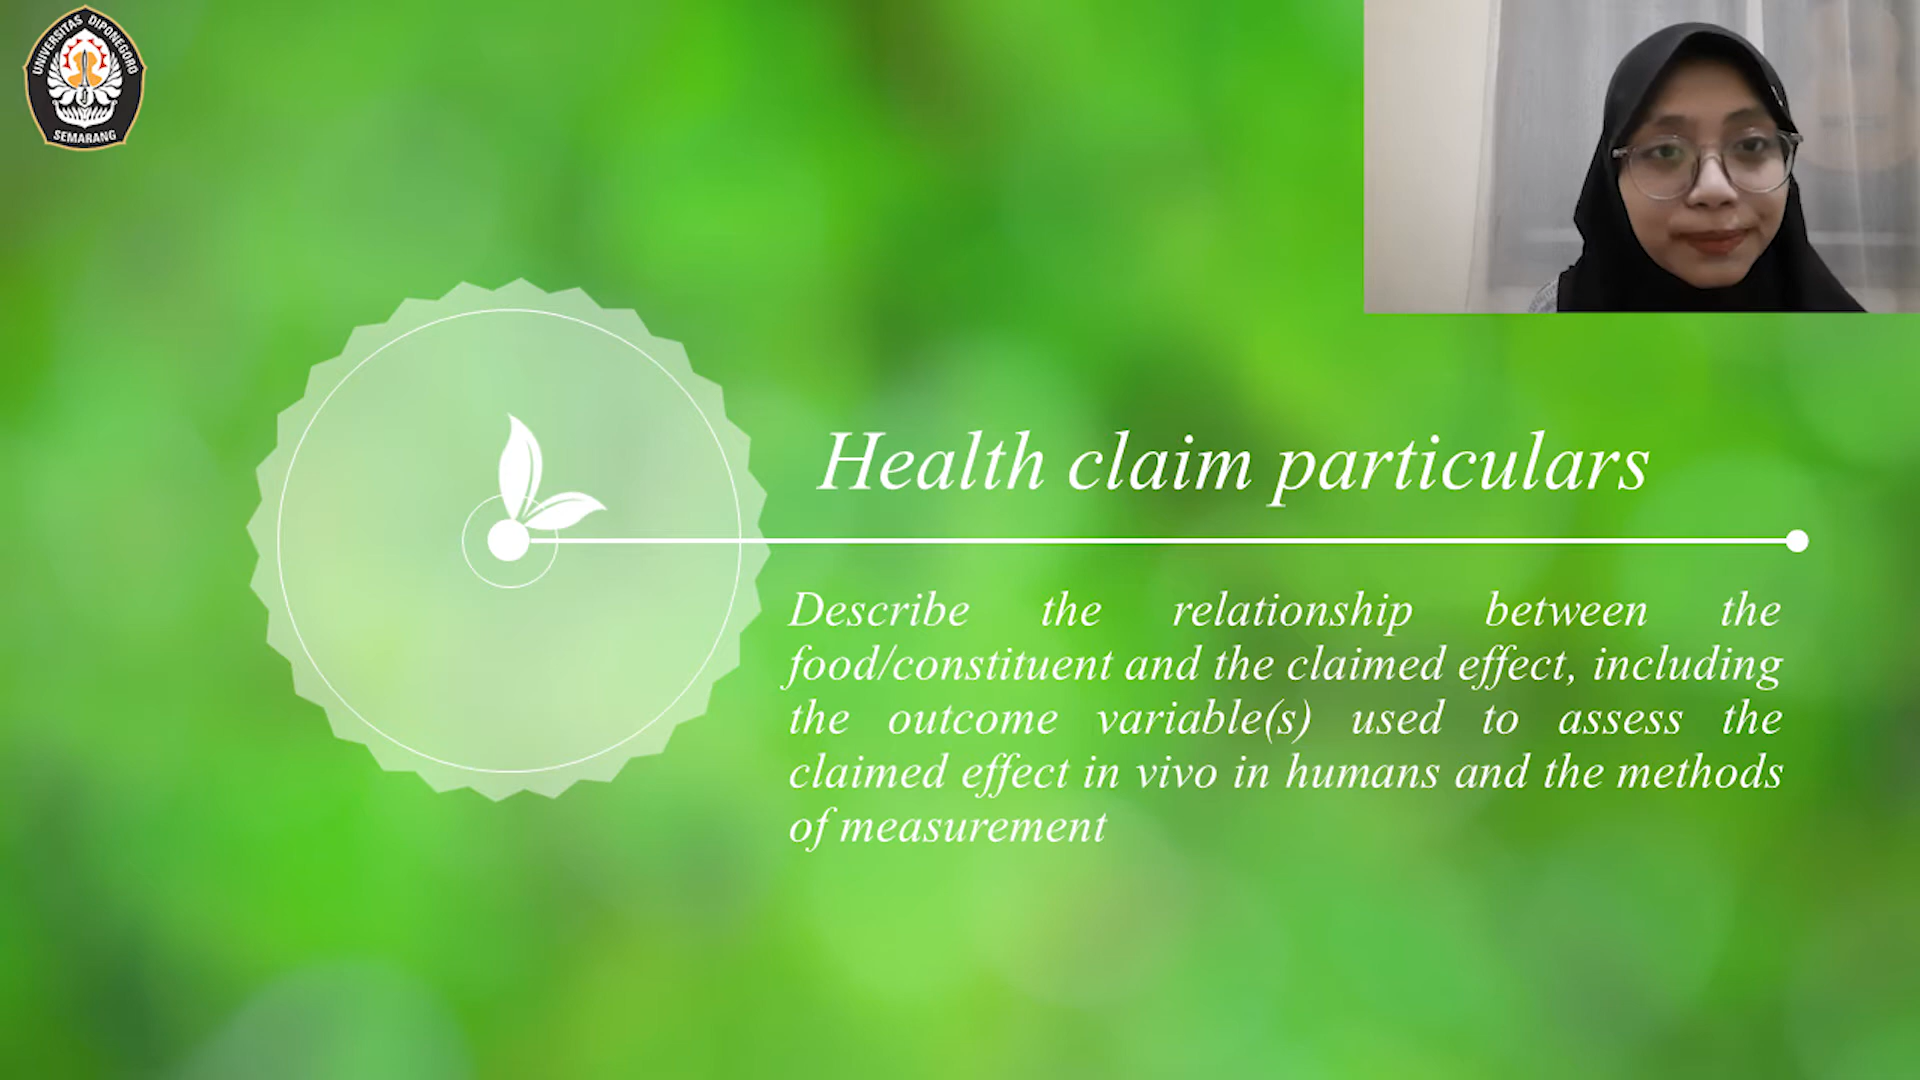 UNIVERSITAS DIPONEGORO
SEMARANG
Health claim particulars
Describe the relationship between the
food/constituent and the claimed effect, including
the outcome variable(s) used to assess the
claimed effect in vivo in humans and the methods
of measurement